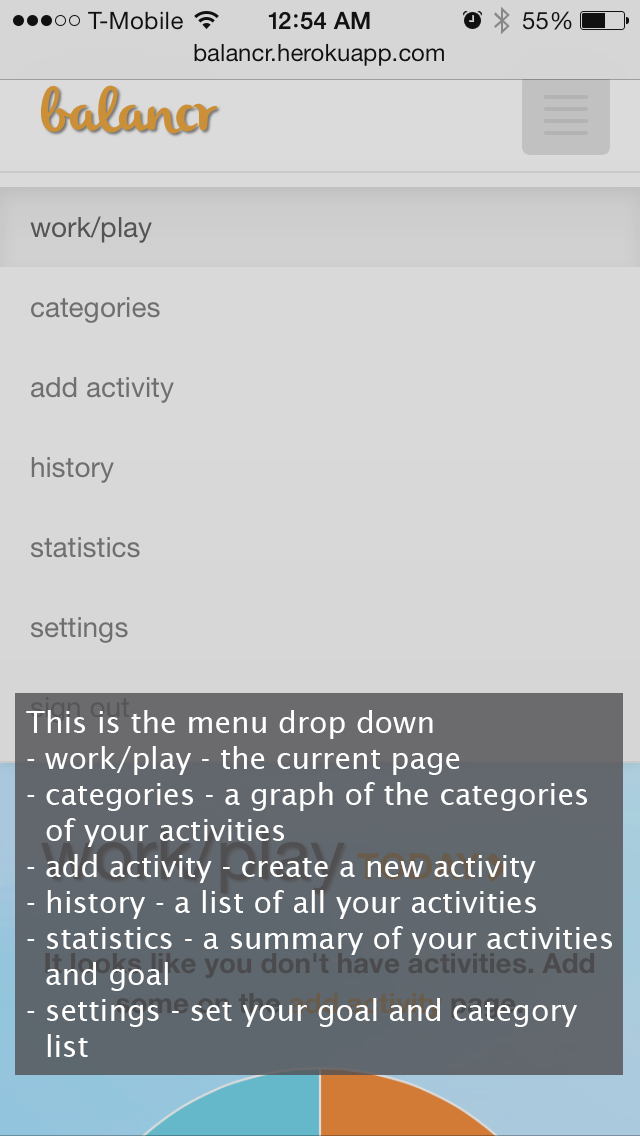 T-Mobile 12:54 AM 55%
balancr.herokuapp.com
balancr
work/play
categories
add activity
history
statistics
settings
sign out
This is the menu drop down
- work/play - the current page
- categories - a graph of the categories
of your activities
- add activity - create a new activity
- history - a list of all your activities
- statistics - a summary of your activities
and goal
- settings - set your goal and category
list
work/play TODAY
It looks like you don't have activities. Add
some on the add activity page.